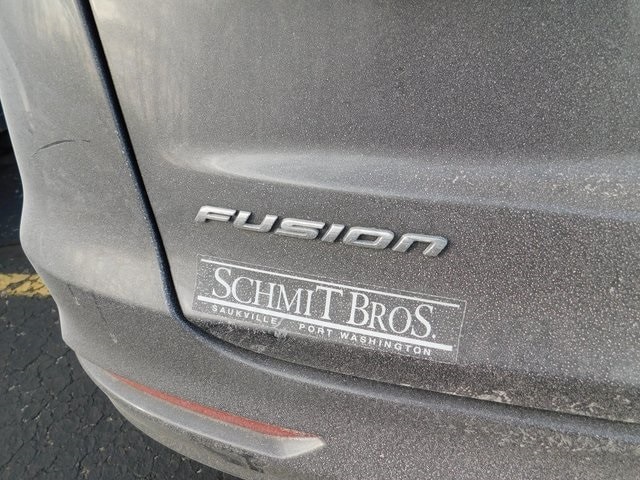 FUSION
SCHMIT BROS.
SAUKVILLE / PORT WASHINGTON